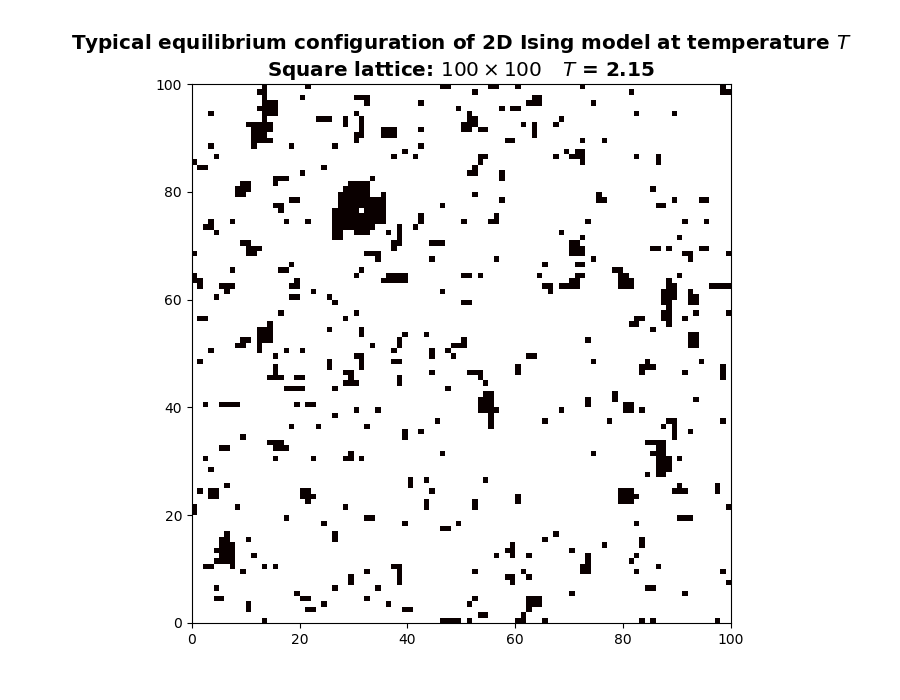 Typical equilibrium configuration of 2D Ising model at temperature T
Square lattice: 100 × 100 T = 2.15
100
80
60
40
20
0
0 20 40 60 80 100